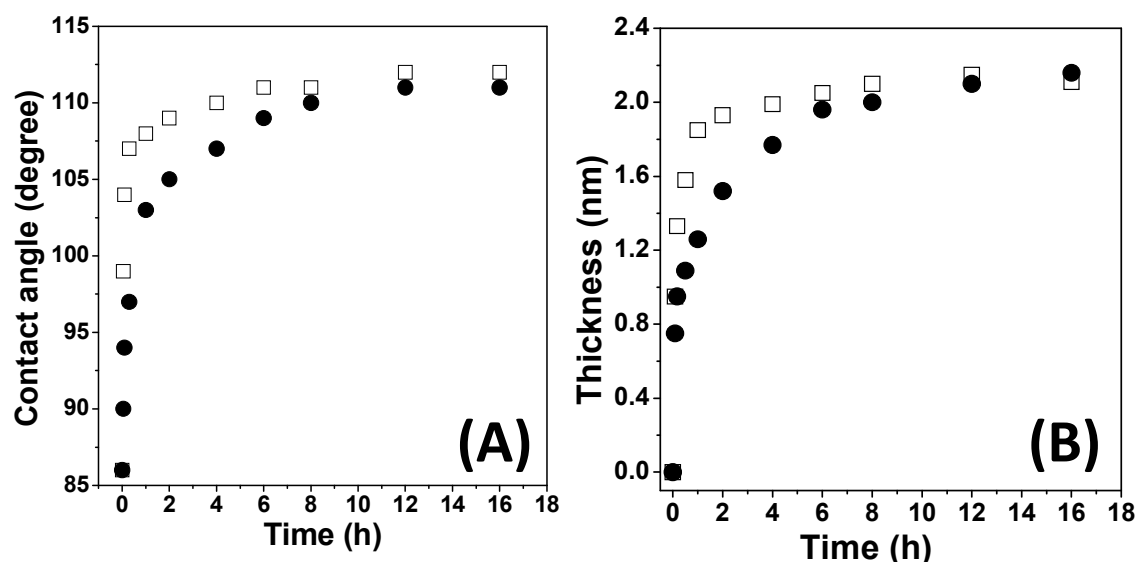 115
110
105
100
95
90
85
0 2 4 6 8 10 12 14 16 18
Contact angle (degree)
Time (h)
(A)
2.4
2.0
1.6
1.2
0.8
0.4
0.0
0 2 4 6 8 10 12 14 16 18
Thickness (nm)
Time (h)
(B)